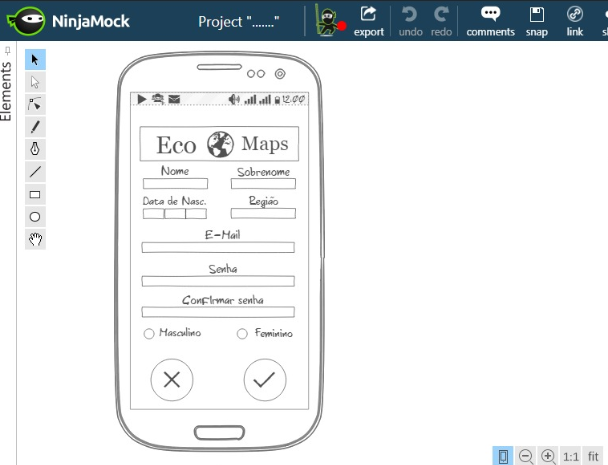 NinjaMock
Project "......."
export
undo
redo
comments
snap
link
Elements
12:00
Eco Maps
Nome
Sobrenome
Data de Nasc.
Região
E-Mail
Senha
Confirmar senha
Masculino
Feminino
1:1
fit